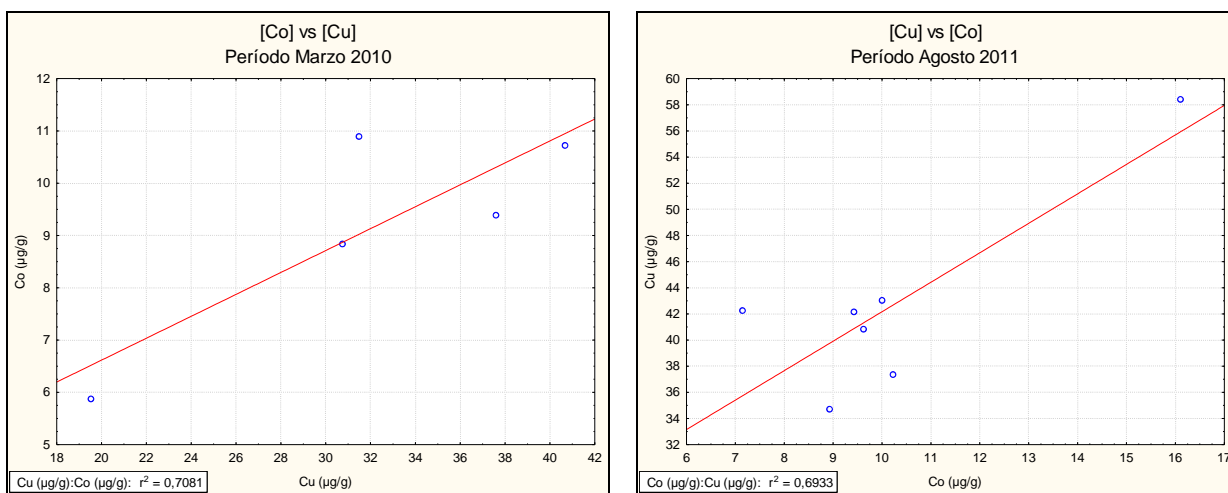 [Co] vs [Cu]
Período Marzo 2010
12
11
10
9
8
7
6
5
Co (µg/g)
18 20 22 24 26 28 30 32 34 36 38 40 42
Cu (µg/g)
Cu (µg/g):Co (µg/g): r² = 0,7081
[Cu] vs [Co]
Período Agosto 2011
60
58
56
54
52
50
48
46
44
42
40
38
36
34
32
Cu (µg/g)
6 7 8 9 10 11 12 13 14 15 16 17
Co (µg/g)
Co (µg/g):Cu (µg/g): r² = 0,6933